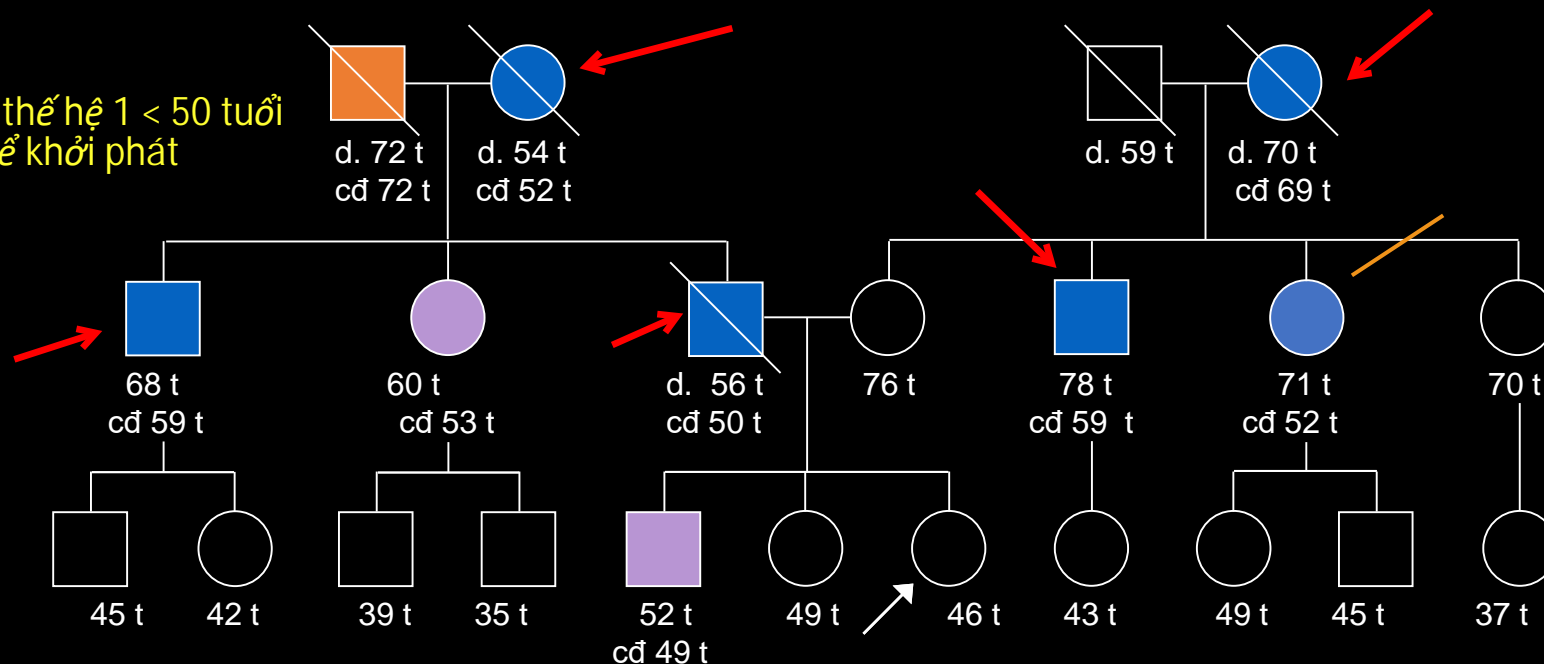 thế hệ 1 < 50 tuổi
ể khởi phát
d. 72 t
cđ 72 t
d. 54 t
cđ 52 t
d. 59 t
d. 70 t
cđ 69 t
68 t
cđ 59 t
60 t
cđ 53 t
d. 56 t
cđ 50 t
76 t
78 t
cđ 59 t
71 t
cđ 52 t
70 t
45 t
42 t
39 t
35 t
52 t
cđ 49 t
49 t
46 t
43 t
49 t
45 t
37 t